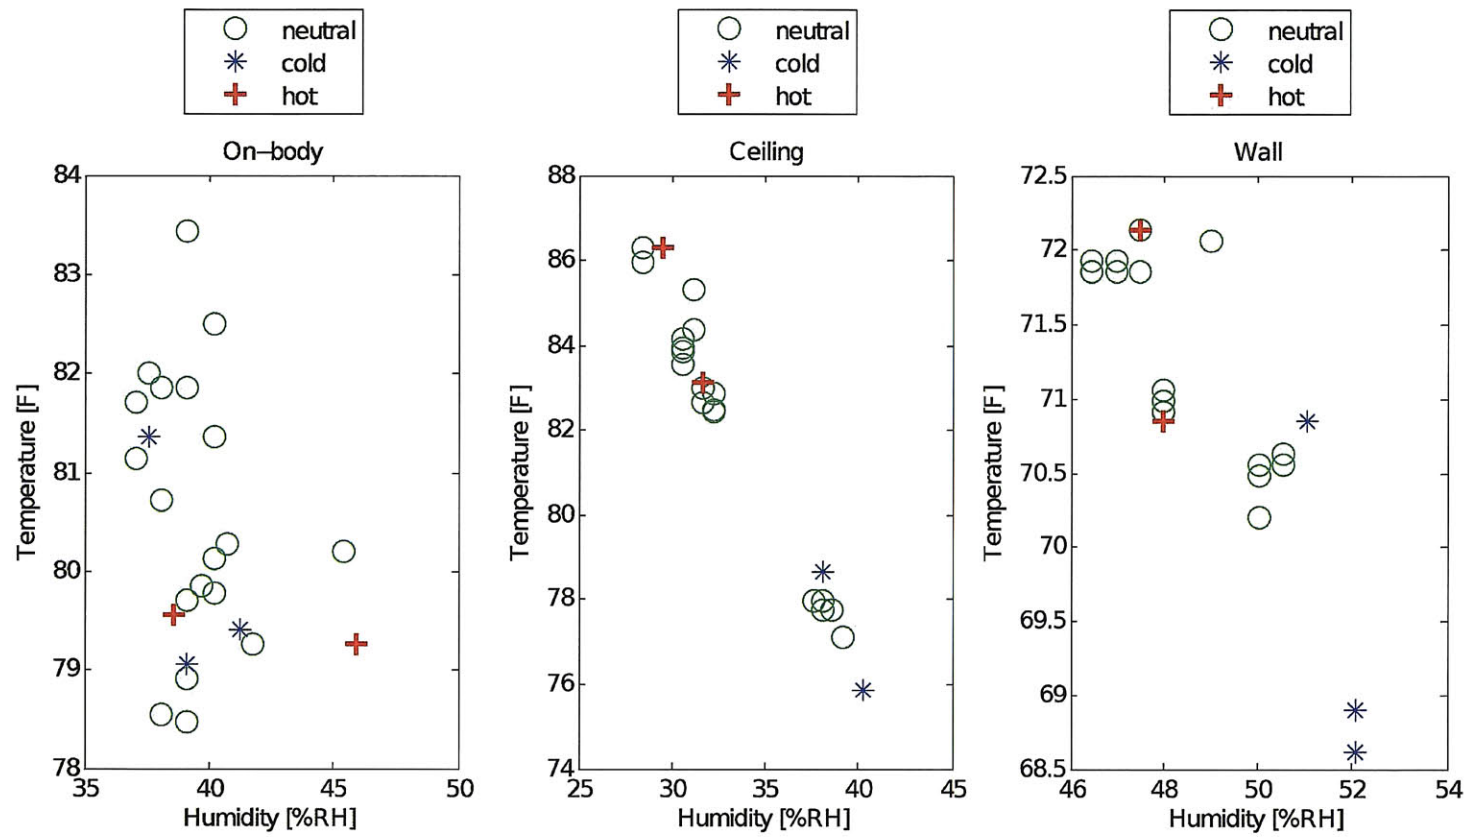 neutral
cold
hot
neutral
cold
hot
neutral
cold
hot
On-body
Ceiling
Wall
84
83
82
81
80
79
78
35
40
45
50
Temperature [F]
Humidity [%RH]
88
86
84
82
80
78
76
74
25
30
35
40
45
Temperature [F]
Humidity [%RH]
72.5
72
71.5
71
70.5
70
69.5
69
68.5
46
48
50
52
54
Temperature [F]
Humidity [%RH]